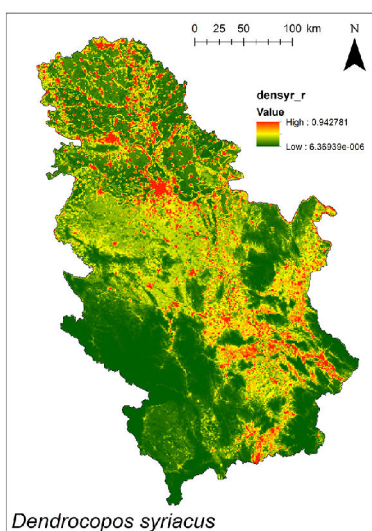 0 25 50 100 km
N
densyr_r
Value
High : 0.942781
Low : 6.36939e-006
Dendrocopos syriacus